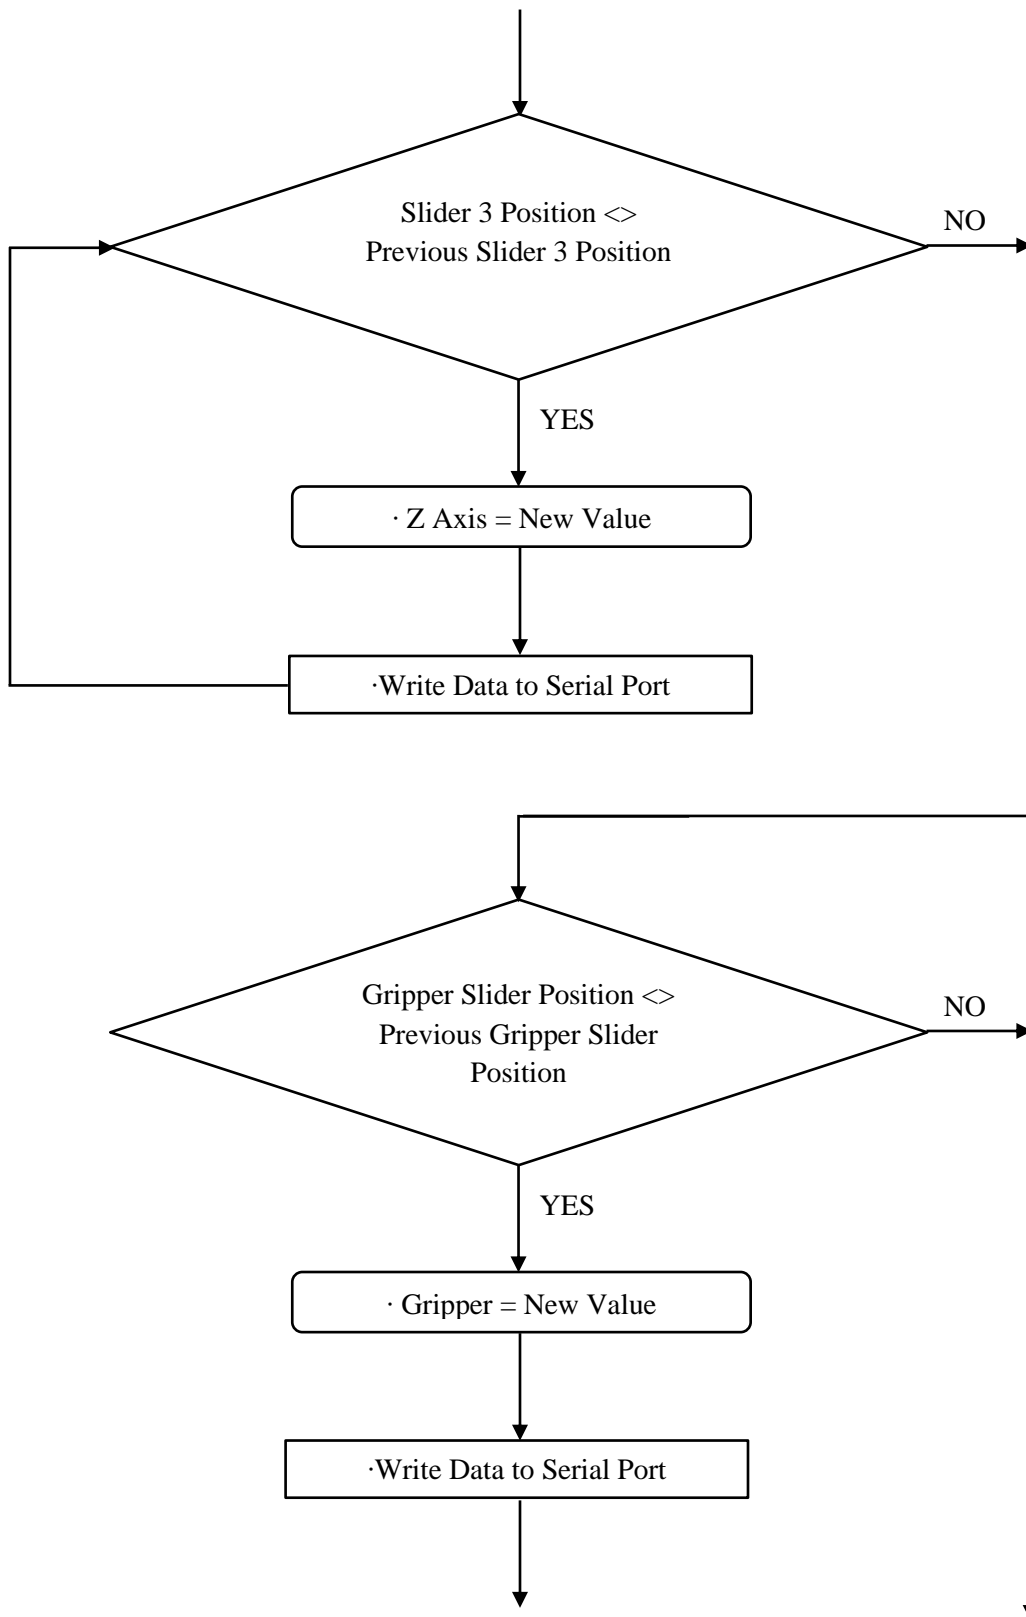 Slider 3 Position <>
Previous Slider 3 Position
NO
YES
· Z Axis = New Value
·Write Data to Serial Port
Gripper Slider Position <>
Previous Gripper Slider
Position
NO
YES
· Gripper = New Value
·Write Data to Serial Port